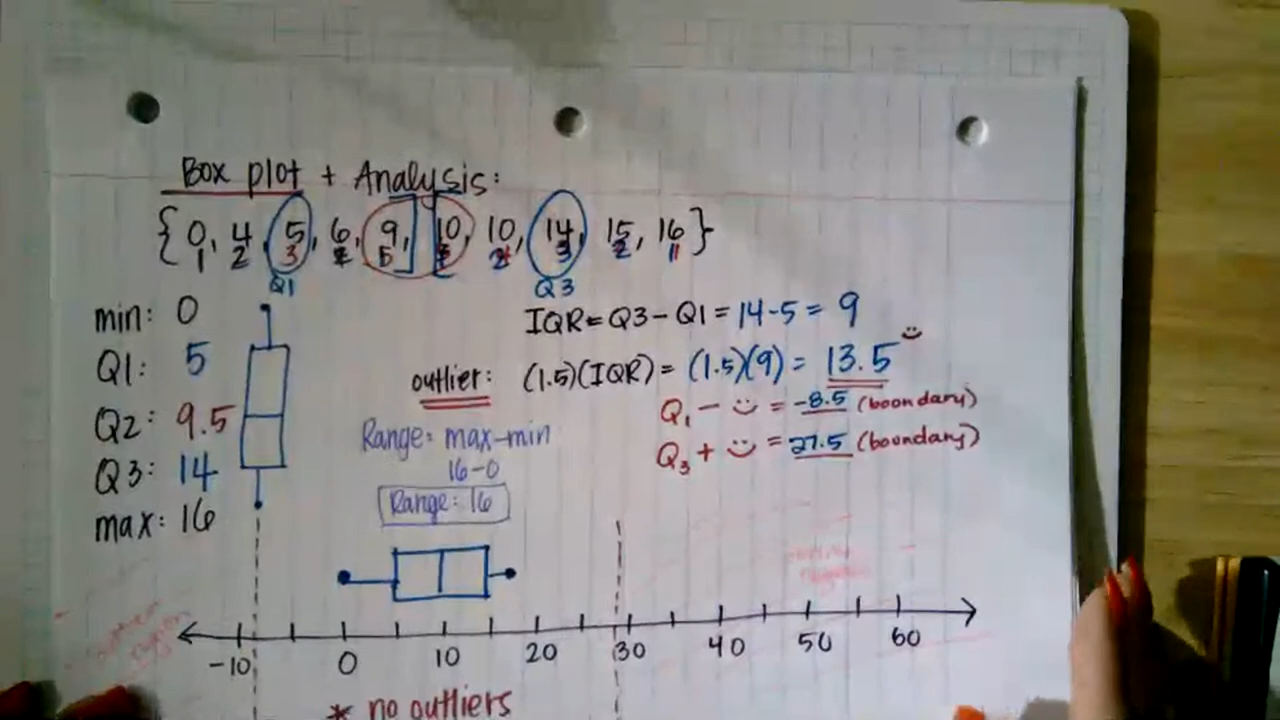 Box plot + Analysis:
{0, 4, 5, 6, 9, 10, 10, 14, 15, 16}
1 2 3 5 2 3 2 1
Q1 Q3
min: 0
Q1: 5
Q2: 9.5
Q3: 14
max: 16
IQR = Q3 - Q1 = 14-5 = 9
outlier: (1.5)(IQR) = (1.5)(9) = 13.5
Q1 - = -8.5 (boundary)
Q3 + = 27.5 (boundary)
Range= max-min
16-0
Range: 16
-10 0 10 20 30 40 50 60
* no outliers